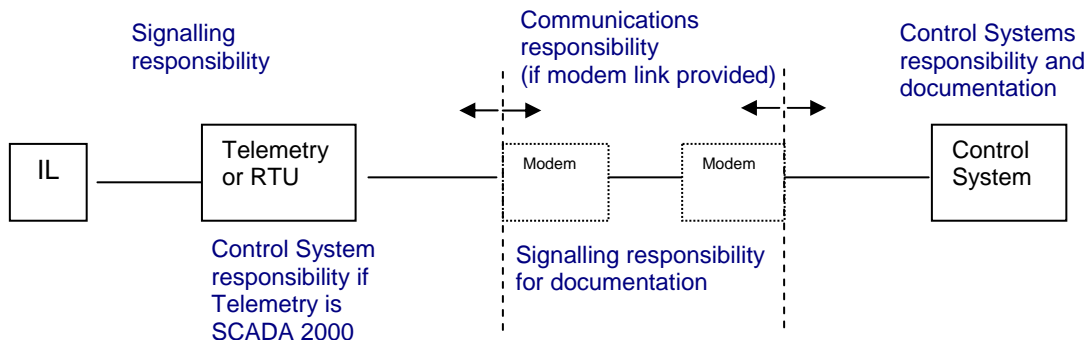 Signalling
responsibility
Communications
responsibility
(if modem link provided)
Control Systems
responsibility and
documentation
IL
Telemetry
or RTU
Modem
Modem
Control
System
Control System
responsibility if
Telemetry is
SCADA 2000
Signalling responsibility
for documentation